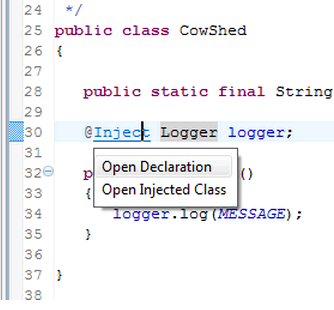 24
 */
25 public class CowShed
26 {
27
28 public static final String
29
30 @Inject Logger logger;
31
Open Declaration
32 p ()
Open Injected Class
33 {
34 logger.log(MESSAGE);
35 }
36
37 }
38